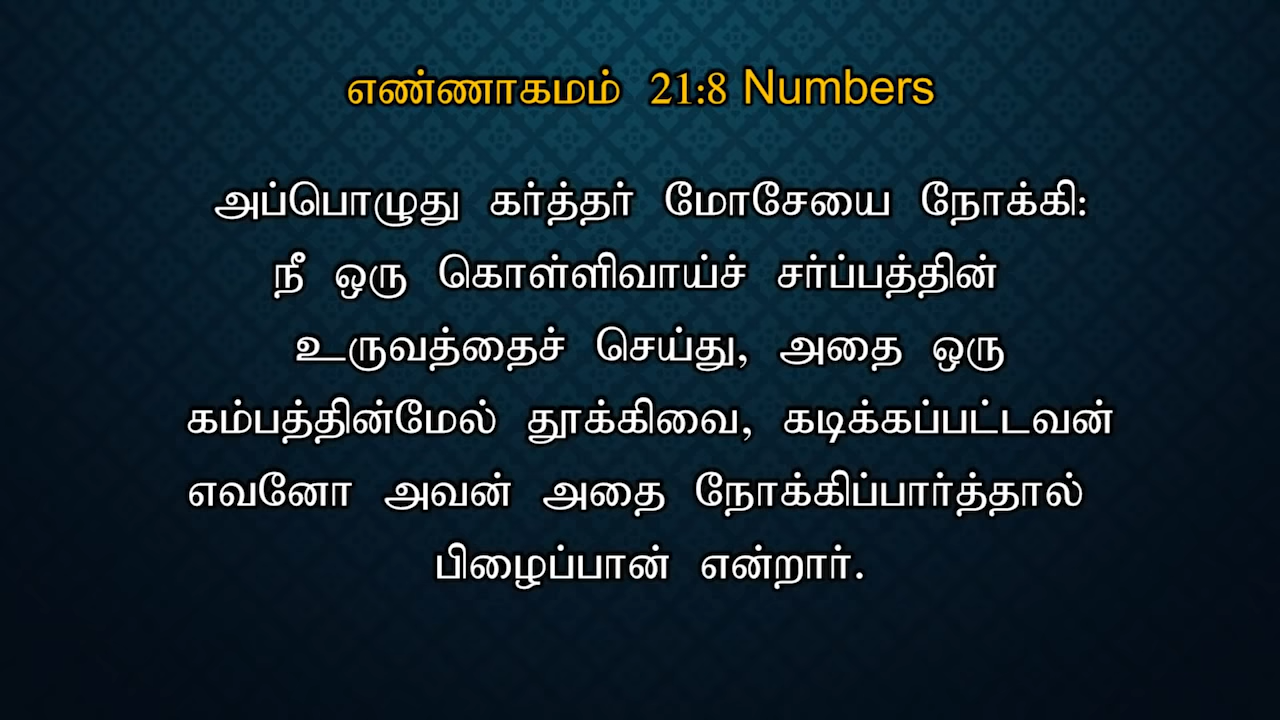 எண்ணாகமம் 21:8 Numbers
அப்பொழுது கர்த்தர் மோசேயை நோக்கி:
நீ ஒரு கொள்ளிவாய்ச் சர்ப்பத்தின்
உருவத்தைச் செய்து, அதை ஒரு
கம்பத்தின்மேல் தூக்கிவை, கடிக்கப்பட்டவன்
எவனோ அவன் அதை நோக்கிப்பார்த்தால்
பிழைப்பான் என்றார்.